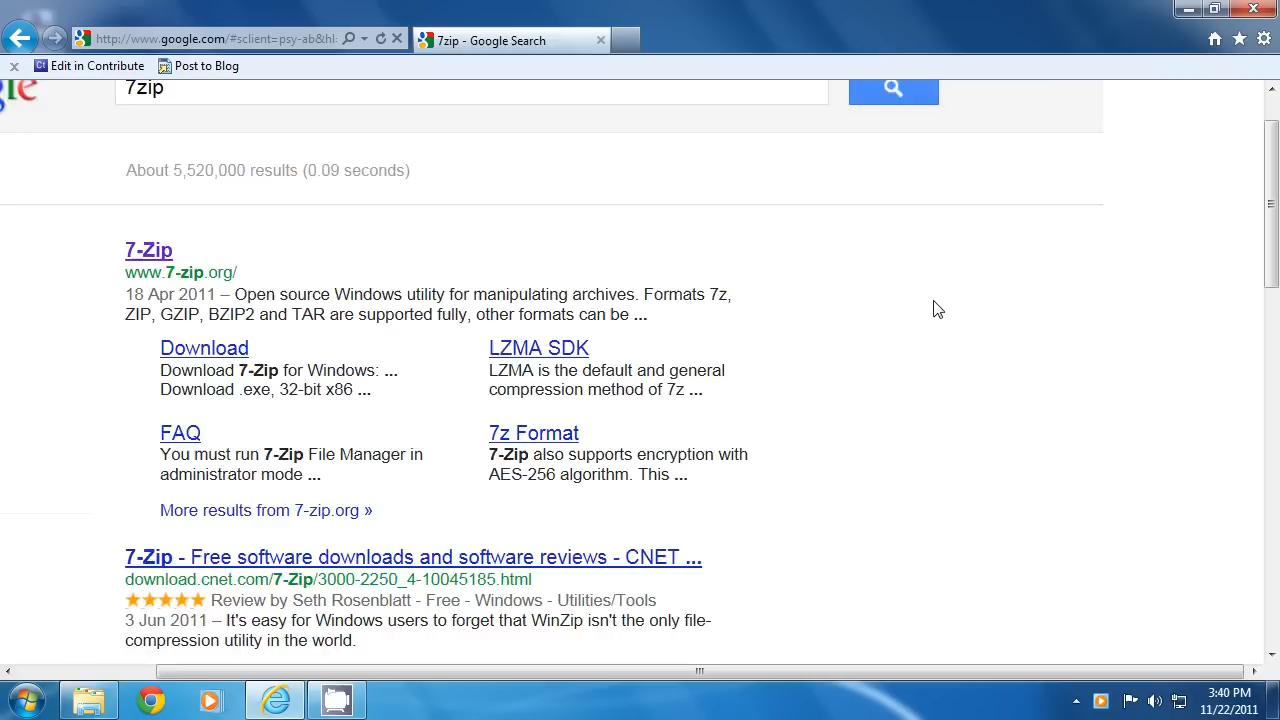 http://www.google.com/#sclient=psy-ab&hl
7zip - Google Search
Edit in Contribute
Post to Blog
7zip
About 5,520,000 results (0.09 seconds)
7-Zip
www.7-zip.org/
18 Apr 2011 – Open source Windows utility for manipulating archives. Formats 7z,
ZIP, GZIP, BZIP2 and TAR are supported fully, other formats can be ...
Download
Download 7-Zip for Windows: ...
Download .exe, 32-bit x86 ...
LZMA SDK
LZMA is the default and general
compression method of 7z ...
FAQ
You must run 7-Zip File Manager in
administrator mode ...
7z Format
7-Zip also supports encryption with
AES-256 algorithm. This ...
More results from 7-zip.org »
7-Zip - Free software downloads and software reviews - CNET ...
download.cnet.com/7-Zip/3000-2250_4-10045185.html
Review by Seth Rosenblatt - Free - Windows - Utilities/Tools
3 Jun 2011 – It's easy for Windows users to forget that WinZip isn't the only file-
compression utility in the world.
3:40 PM
11/22/2011